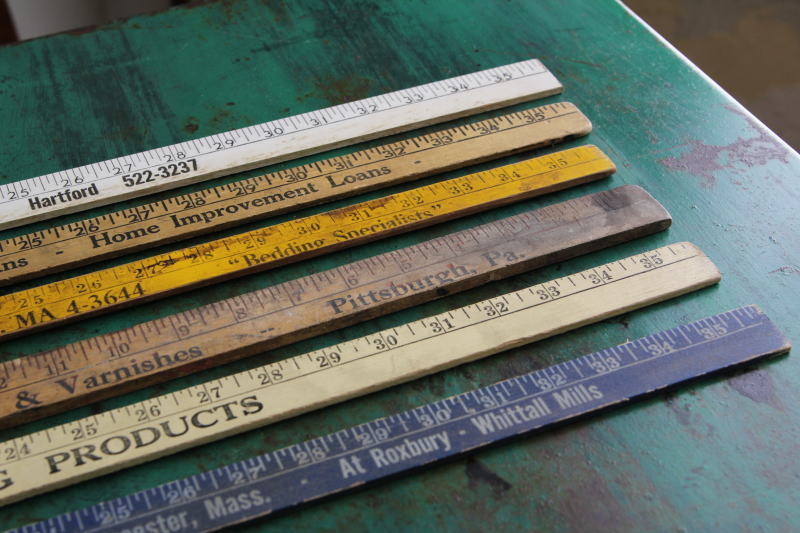 25 26 27 28 29 30 31 32 33 34 35
Hartford 522-3237
25 26 27 28 29 30 31 32 33 34 35
ns - Home Improvement Loans -
25 26 27 28 29 30 31 32 33 34 35
. MA 4-3644 "Bedding Specialists"
11 10 9 8 7 6 5
& Varnishes -- Pittsburgh, Pa.
24 25 26 27 28 29 30 31 32 33 34 35
G PRODUCTS
25 26 27 28 29 30 31 32 33 34 35
cester, Mass. - At Roxbury - Whittall Mills